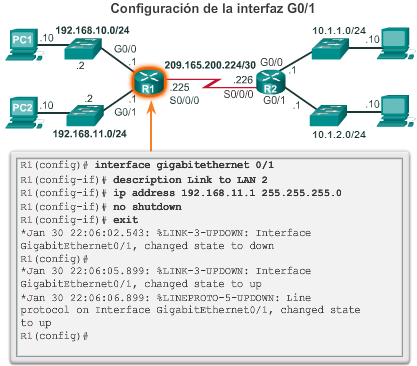 Configuración de la interfaz G0/1
192.168.10.0/24
10.1.1.0/24
PC1
.10
G0/0
.2
.1
209.165.200.224/30
G0/0
.1
.10
R1
.225
S0/0/0
.226
S0/0/0
R2
PC2
.10
.2
G0/1
.1
G0/1
.1
.10
192.168.11.0/24
10.1.2.0/24
R1(config)# interface gigabitethernet 0/1
R1(config-if)# description Link to LAN 2
R1(config-if)# ip address 192.168.11.1 255.255.255.0
R1(config-if)# no shutdown
R1(config-if)# exit
*Jan 30 22:06:02.543: %LINK-3-UPDOWN: Interface
GigabitEthernet0/1, changed state to down
R1(config)#
*Jan 30 22:06:05.899: %LINK-3-UPDOWN: Interface
GigabitEthernet0/1, changed state to up
*Jan 30 22:06:06.899: %LINEPROTO-5-UPDOWN: Line
protocol on Interface GigabitEthernet0/1, changed state
to up
R1(config)#